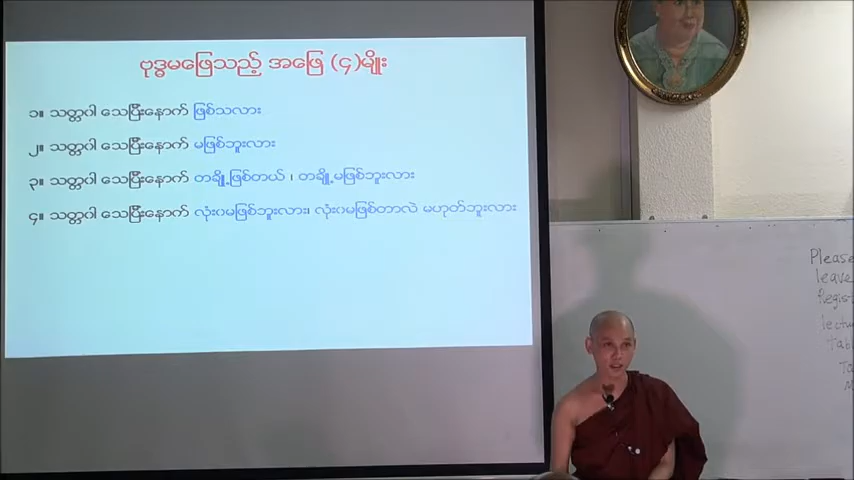 ဗုဒ္ဓမဖြေသည့် အဖြေ (၄)မျိုး
၁။ သတ္တဝါ သေပြီးနောက် ဖြစ်သလား
၂။ သတ္တဝါ သေပြီးနောက် မဖြစ်ဘူးလား
၃။ သတ္တဝါ သေပြီးနောက် တချို့ဖြစ်တယ် ၊ တချို့မဖြစ်ဘူးလား
၄။ သတ္တဝါ သေပြီးနောက် လုံးဝမဖြစ်ဘူးလား၊ လုံးဝမဖြစ်တာလဲ မဟုတ်ဘူးလား
Please
leave
Regist
lectu